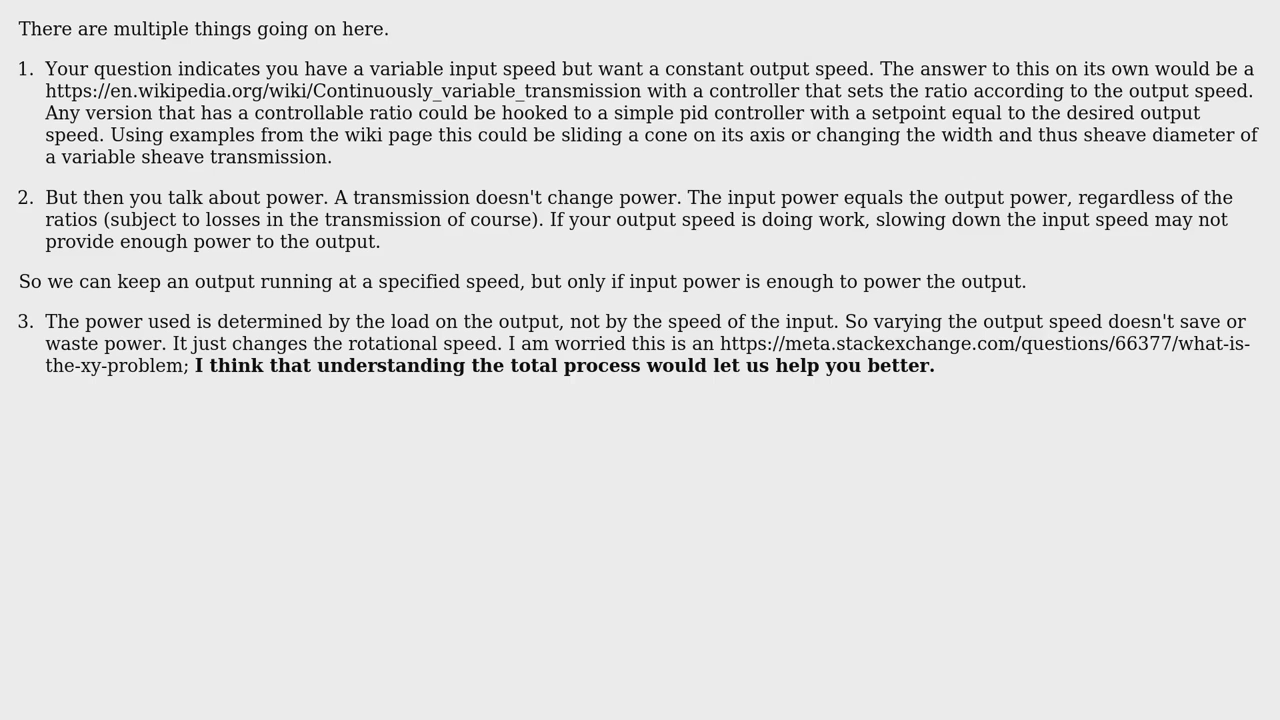 There are multiple things going on here.
1. Your question indicates you have a variable input speed but want a constant output speed. The answer to this on its own would be a
https://en.wikipedia.org/wiki/Continuously_variable_transmission with a controller that sets the ratio according to the output speed.
Any version that has a controllable ratio could be hooked to a simple pid controller with a setpoint equal to the desired output
speed. Using examples from the wiki page this could be sliding a cone on its axis or changing the width and thus sheave diameter of
a variable sheave transmission.
2. But then you talk about power. A transmission doesn't change power. The input power equals the output power, regardless of the
ratios (subject to losses in the transmission of course). If your output speed is doing work, slowing down the input speed may not
provide enough power to the output.
So we can keep an output running at a specified speed, but only if input power is enough to power the output.
3. The power used is determined by the load on the output, not by the speed of the input. So varying the output speed doesn't save or
waste power. It just changes the rotational speed. I am worried this is an https://meta.stackexchange.com/questions/66377/what-is-
the-xy-problem; I think that understanding the total process would let us help you better.